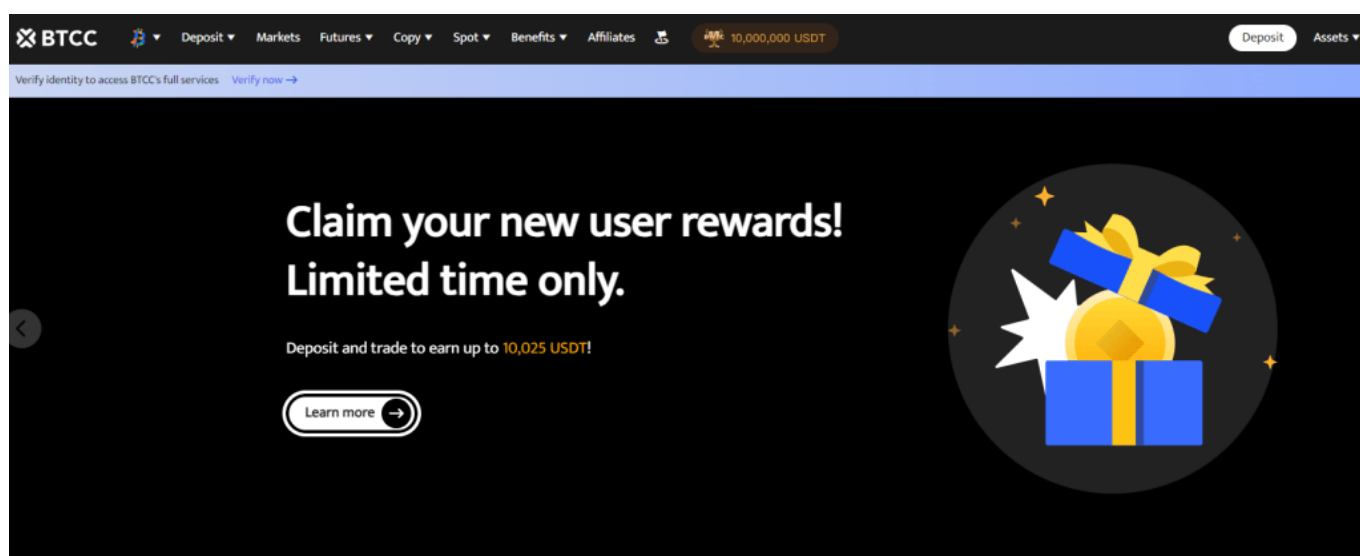 BTCC Deposit Markets Futures Copy Spot Benefits Affiliates 10,000,000 USDT Deposit Assets
Verify identity to access BTCC's full services Verify now →
Claim your new user rewards!
Limited time only.
Deposit and trade to earn up to 10,025 USDT!
Learn more →